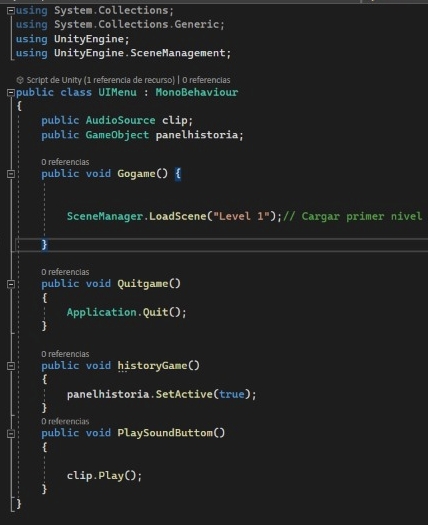 using System.Collections;
using System.Collections.Generic;
using UnityEngine;
using UnityEngine.SceneManagement;
Script de Unity (1 referencia de recurso) | 0 referencias
public class UIMenu : MonoBehaviour
{
public AudioSource clip;
public GameObject panelhistoria;
0 referencias
public void Gogame() {
SceneManager.LoadScene("Level 1");// Cargar primer nivel
}
0 referencias
public void Quitgame()
{
Application.Quit();
}
0 referencias
public void historyGame()
{
panelhistoria.SetActive(true);
}
0 referencias
public void PlaySoundButtom()
{
clip.Play();
}
}